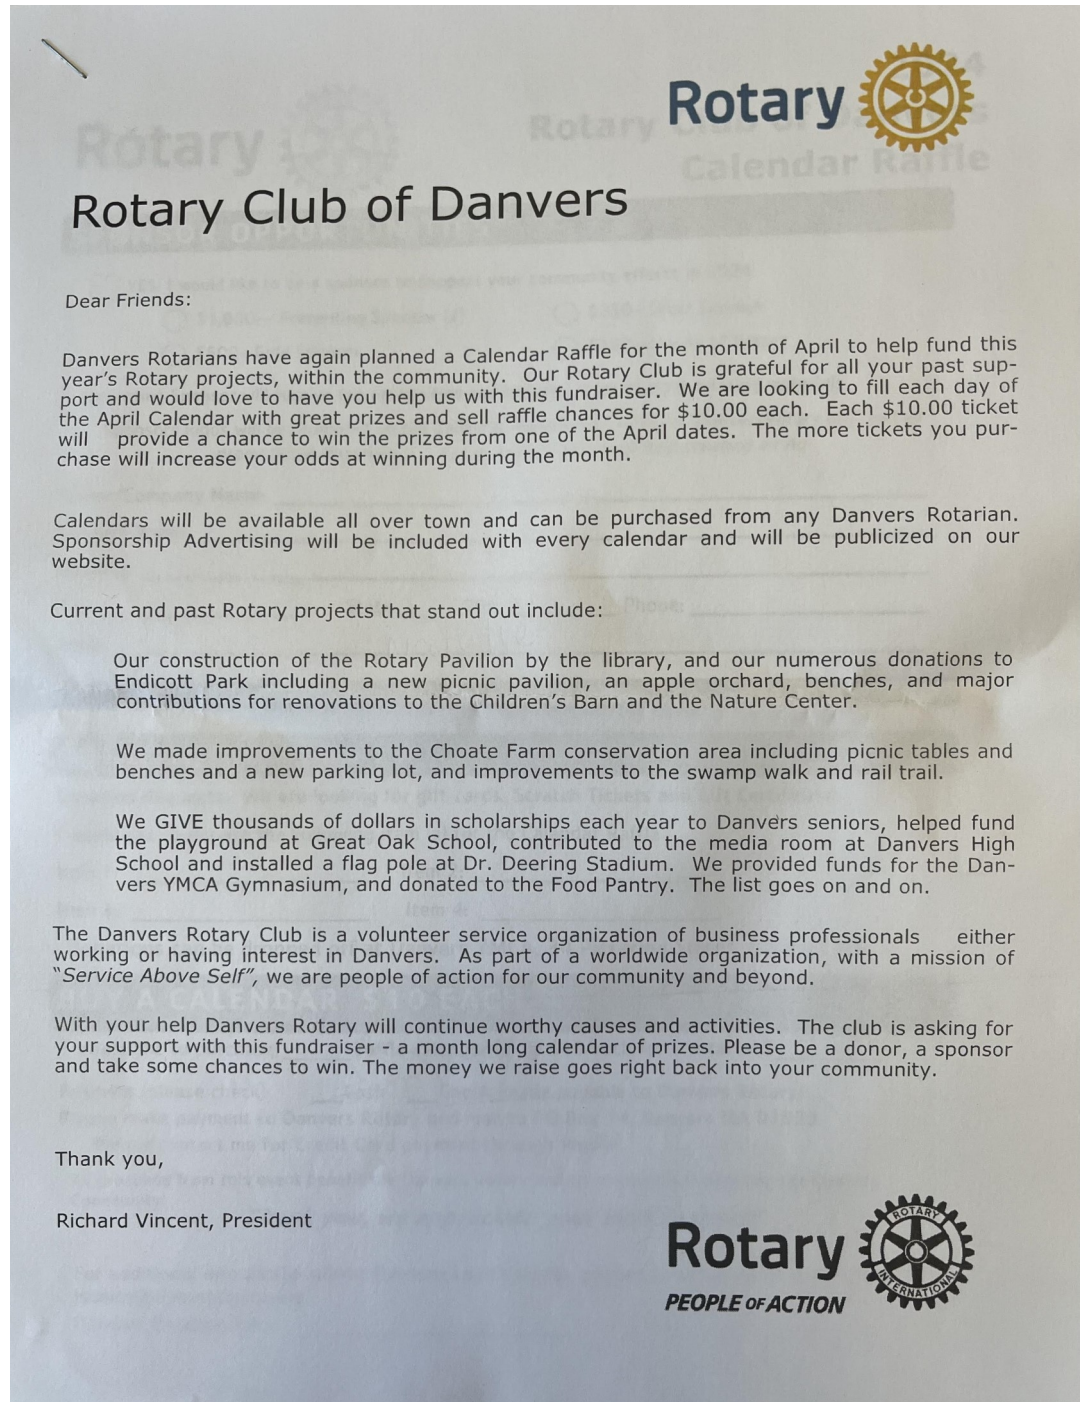 Rotary
Rotary Club of Danvers
Calendar Raffle
Rotary Club of Danvers
Dear Friends:
Danvers Rotarians have again planned a Calendar Raffle for the month of April to help fund this
year's Rotary projects, within the community. Our Rotary Club is grateful for all your past sup-
port and would love to have you help us with this fundraiser. We are looking to fill each day of
the April Calendar with great prizes and sell raffle chances for $10.00 each. Each $10.00 ticket
will provide a chance to win the prizes from one of the April dates. The more tickets you pur-
chase will increase your odds at winning during the month.
Calendars will be available all over town and can be purchased from any Danvers Rotarian.
Sponsorship Advertising will be included with every calendar and will be publicized on our
website.
Current and past Rotary projects that stand out include:
Our construction of the Rotary Pavilion by the library, and our numerous donations to
Endicott Park including a new picnic pavilion, an apple orchard, benches, and major
contributions for renovations to the Children's Barn and the Nature Center.
We made improvements to the Choate Farm conservation area including picnic tables and
benches and a new parking lot, and improvements to the swamp walk and rail trail.
We GIVE thousands of dollars in scholarships each year to Danvers seniors, helped fund
the playground at Great Oak School, contributed to the media room at Danvers High
School and installed a flag pole at Dr. Deering Stadium. We provided funds for the Dan-
vers YMCA Gymnasium, and donated to the Food Pantry. The list goes on and on.
The Danvers Rotary Club is a volunteer service organization of business professionals either
working or having interest in Danvers. As part of a worldwide organization, with a mission of
"Service Above Self", we are people of action for our community and beyond.
With your help Danvers Rotary will continue worthy causes and activities. The club is asking for
your support with this fundraiser - a month long calendar of prizes. Please be a donor, a sponsor
and take some chances to win. The money we raise goes right back into your community.
Thank you,
Richard Vincent, President
Rotary
ROTARY
INTERNATIONAL
PEOPLE OF ACTION